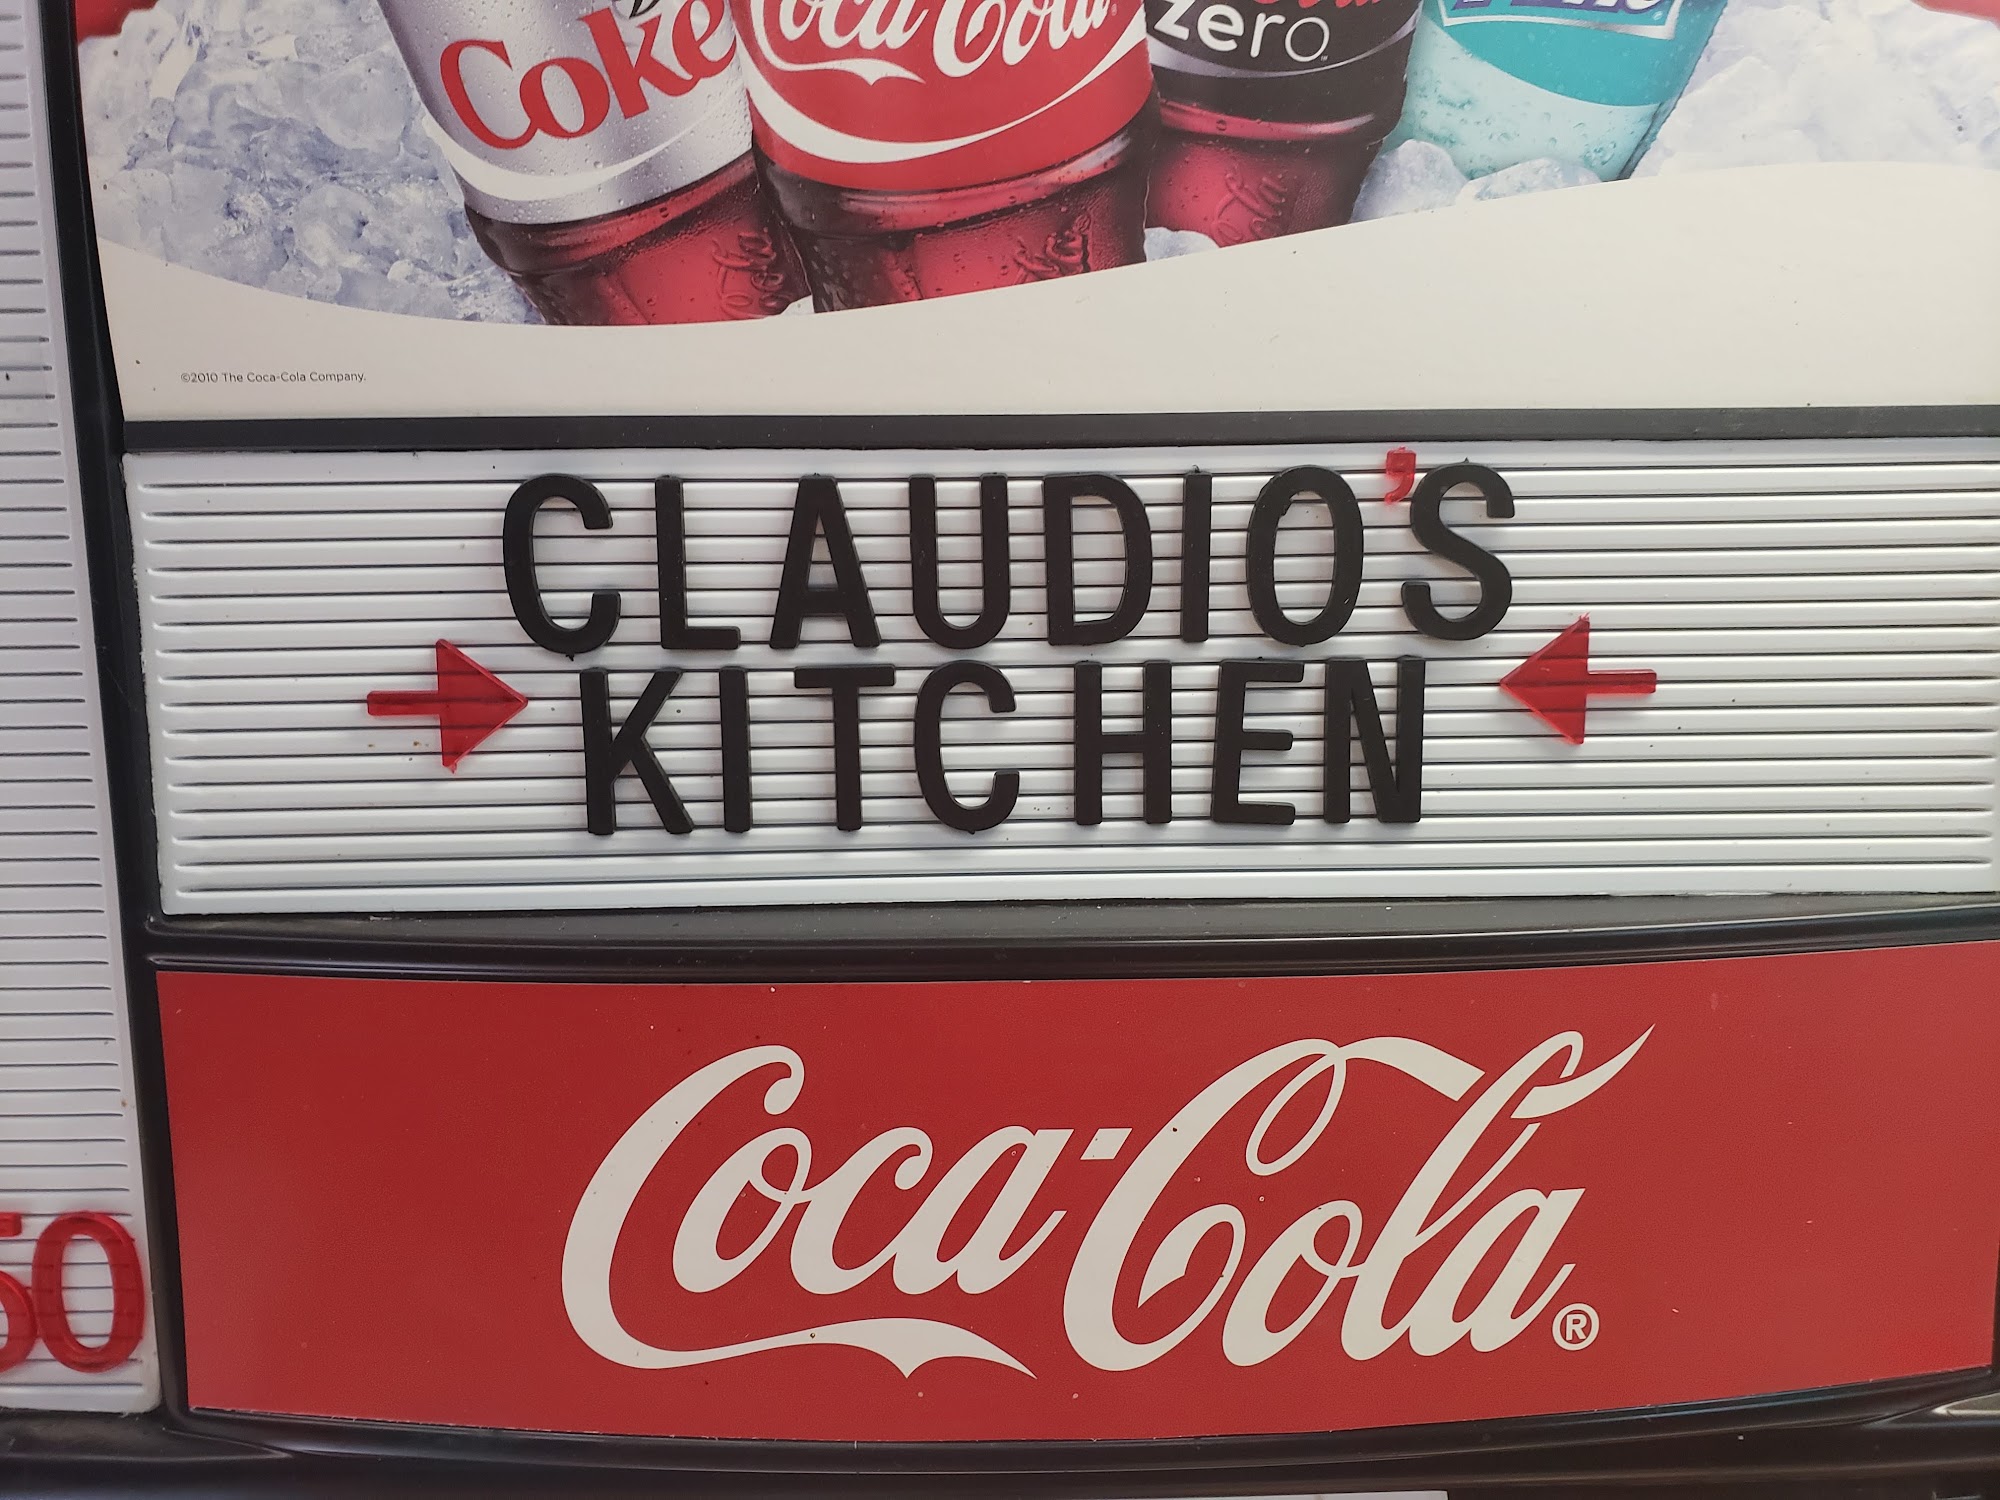 Coke
Coca-Cola
zero
©2010 The Coca-Cola Company.
CLAUDIO'S
KITCHEN
50
Coca-Cola®